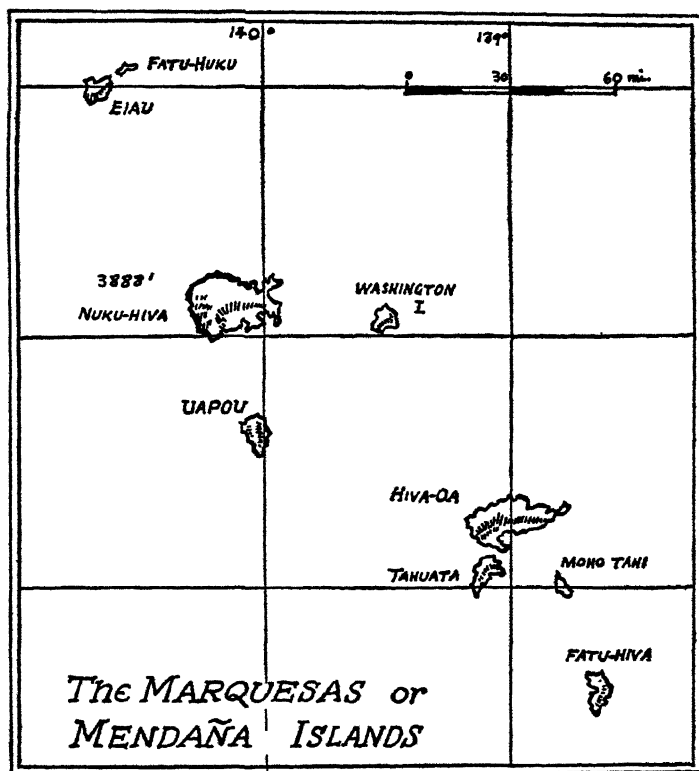 140°
139°
FATU-HUKU
0 30 60 mi.
EIAU
3888'
NUKU-HIVA
WASHINGTON
I
UAPOU
HIVA-OA
TAHUATA
MOHO TANI
FATU-HIVA
The MARQUESAS or
MENDAÑA ISLANDS